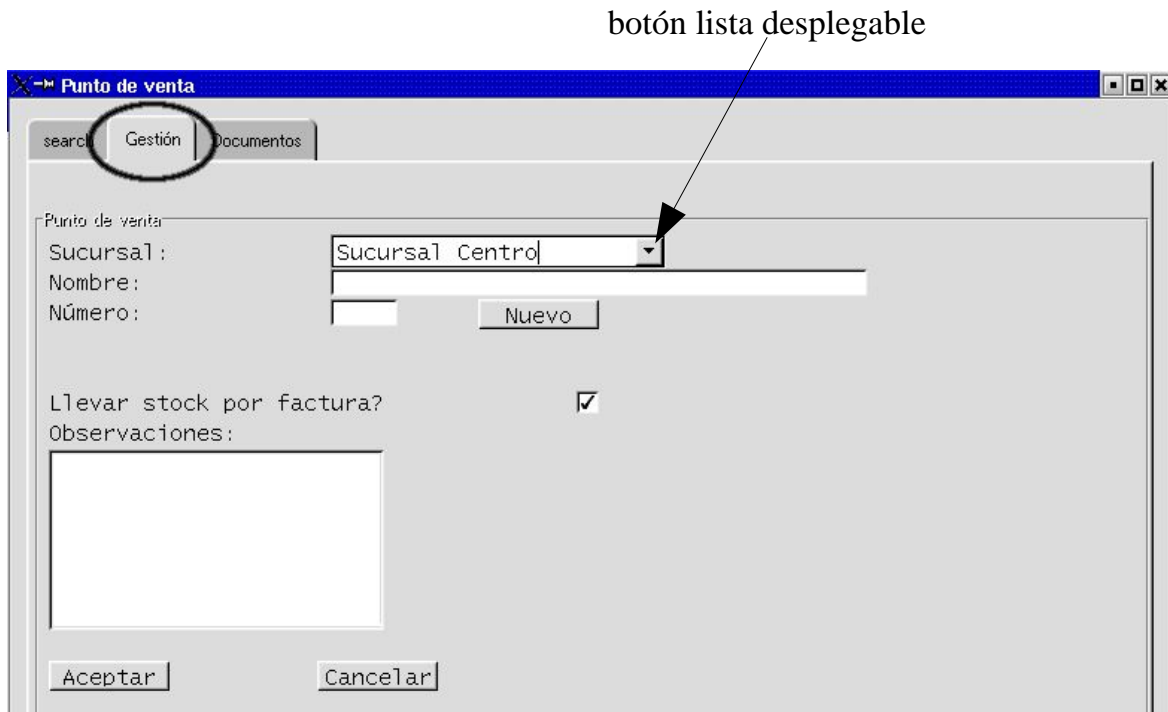 botón lista desplegable
Punto de venta
search Gestión Documentos
Punto de venta
Sucursal: Sucursal Centro
Nombre:
Número: Nuevo
Llevar stock por factura?
Observaciones:
Aceptar Cancelar